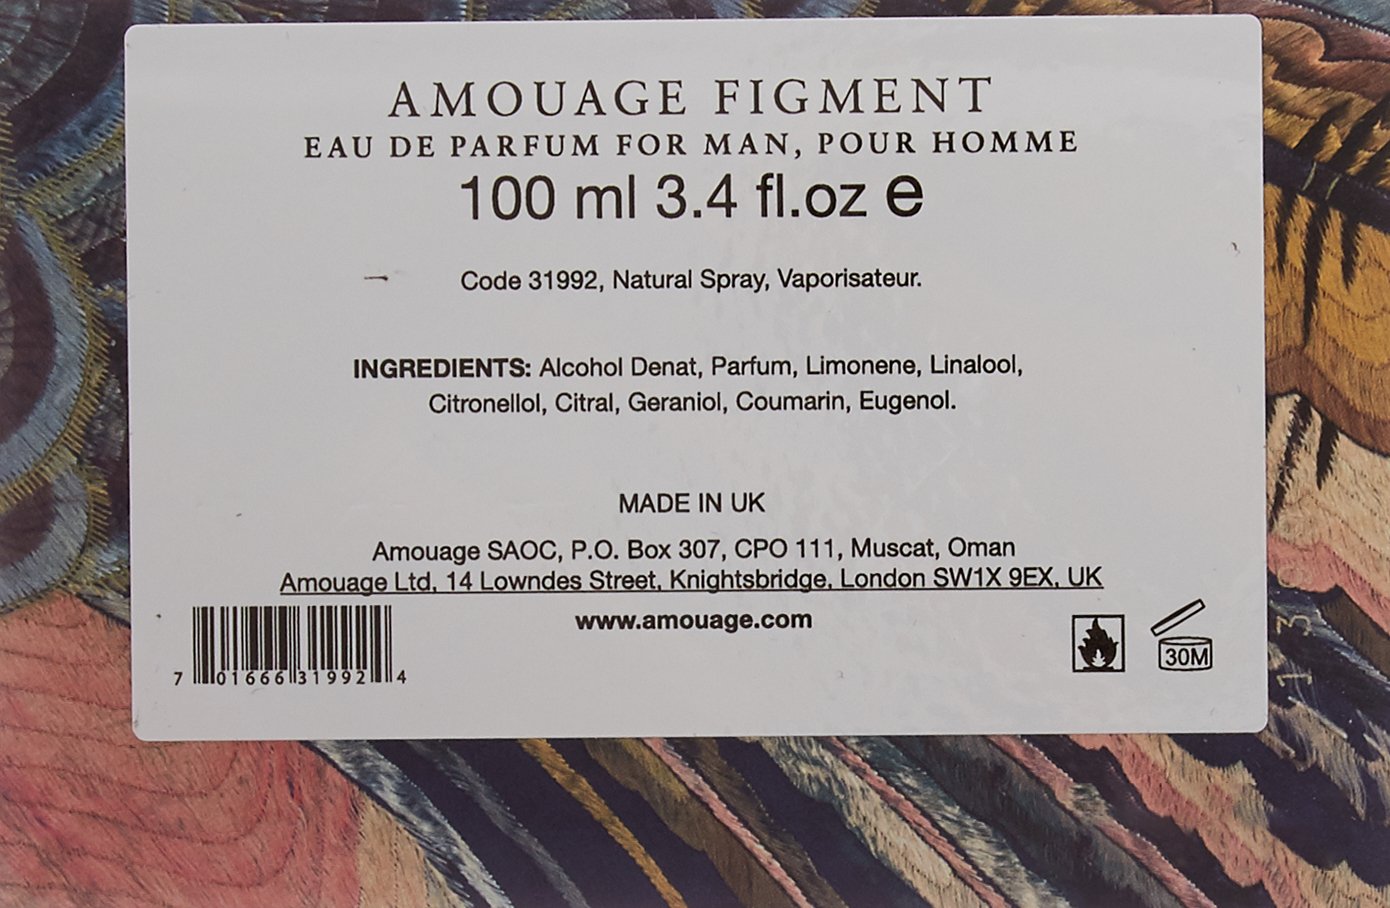 AMOUAGE FIGMENT
EAU DE PARFUM FOR MAN, POUR HOMME
100 ml 3.4 fl.oz e
Code 31992, Natural Spray, Vaporisateur.
INGREDIENTS: Alcohol Denat, Parfum, Limonene, Linalool,
Citronellol, Citral, Geraniol, Coumarin, Eugenol.
MADE IN UK
Amouage SAOC, P.O. Box 307, CPO 111, Muscat, Oman
Amouage Ltd, 14 Lowndes Street, Knightsbridge, London SW1X 9EX, UK
www.amouage.com
7 01666 31992 4
30M